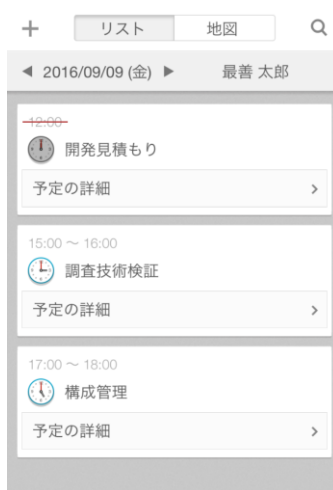 リスト 地図
2016/09/09 (金) 最善 太郎
12:00
開発見積もり
予定の詳細
15:00 ～ 16:00
調査技術検証
予定の詳細
17:00 ～ 18:00
構成管理
予定の詳細